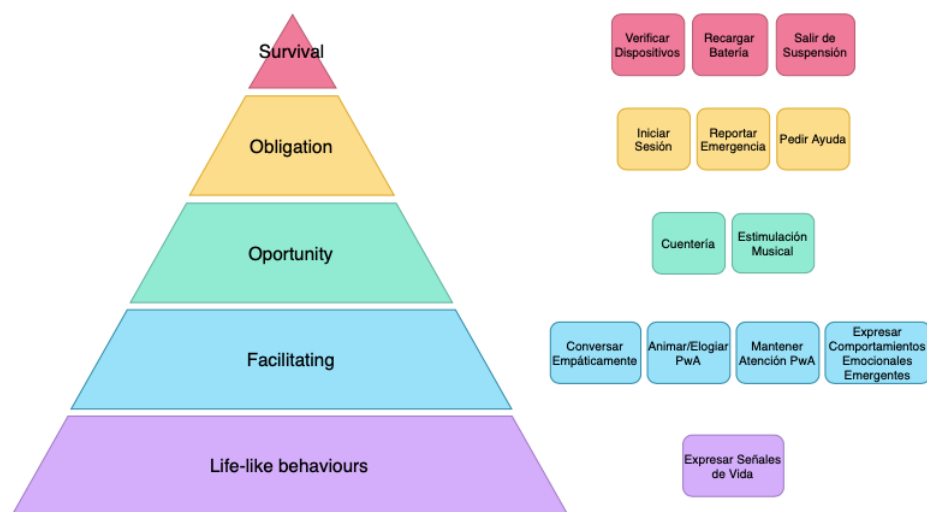 Survival
Verificar
Dispositivos
Recargar
Batería
Salir de
Suspensión
Obligation
Iniciar
Sesión
Reportar
Emergencia
Pedir Ayuda
Oportunity
Cuentería
Estimulación
Musical
Facilitating
Conversar
Empáticamente
Animar/Elogiar
PwA
Mantener
Atención PwA
Expresar
Comportamientos
Emocionales
Emergentes
Life-like behaviours
Expresar Señales
de Vida